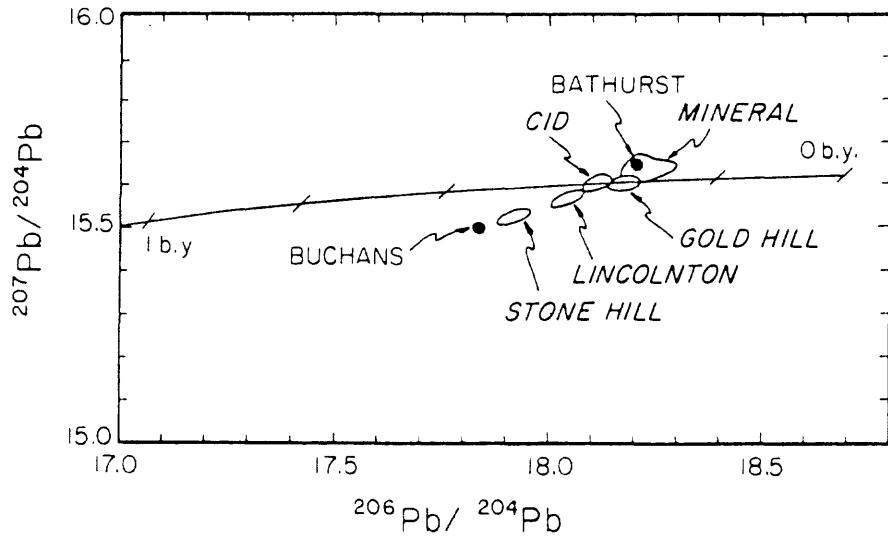 16.0
BATHURST
CID
MINERAL
0 b.y.
207Pb/204Pb
15.5
1 b.y
BUCHANS
GOLD HILL
LINCOLNTON
STONE HILL
15.0
17.0 17.5 18.0 18.5
206Pb/ 204Pb